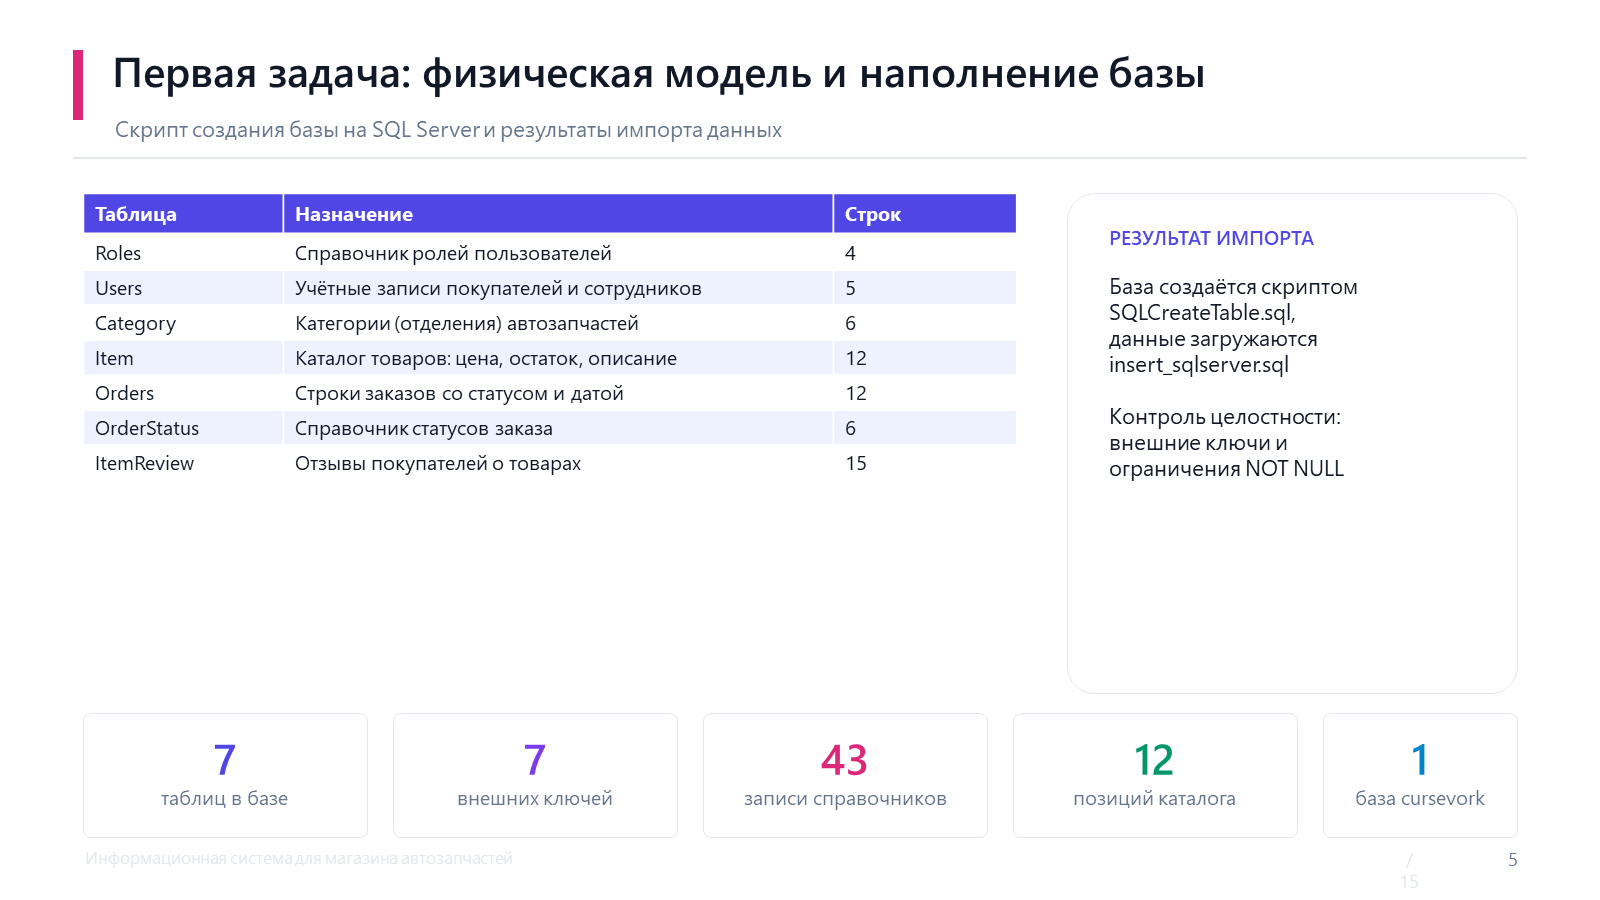 Первая задача: физическая модель и наполнение базы
Скрипт создания базы на SQL Server и результаты импорта данных
Таблица Назначение Строк
Roles Справочник ролей пользователей 4
Users Учётные записи покупателей и сотрудников 5
Category Категории (отделения) автозапчастей 6
Item Каталог товаров: цена, остаток, описание 12
Orders Строки заказов со статусом и датой 12
OrderStatus Справочник статусов заказа 6
ItemReview Отзывы покупателей о товарах 15
РЕЗУЛЬТАТ ИМПОРТА
База создаётся скриптом
SQLCreateTable.sql,
данные загружаются
insert_sqlserver.sql
Контроль целостности:
внешние ключи и
ограничения NOT NULL
7
таблиц в базе
7
внешних ключей
43
записи справочников
12
позиций каталога
1
база cursevork
Информационная система для магазина автозапчастей
/
15
5